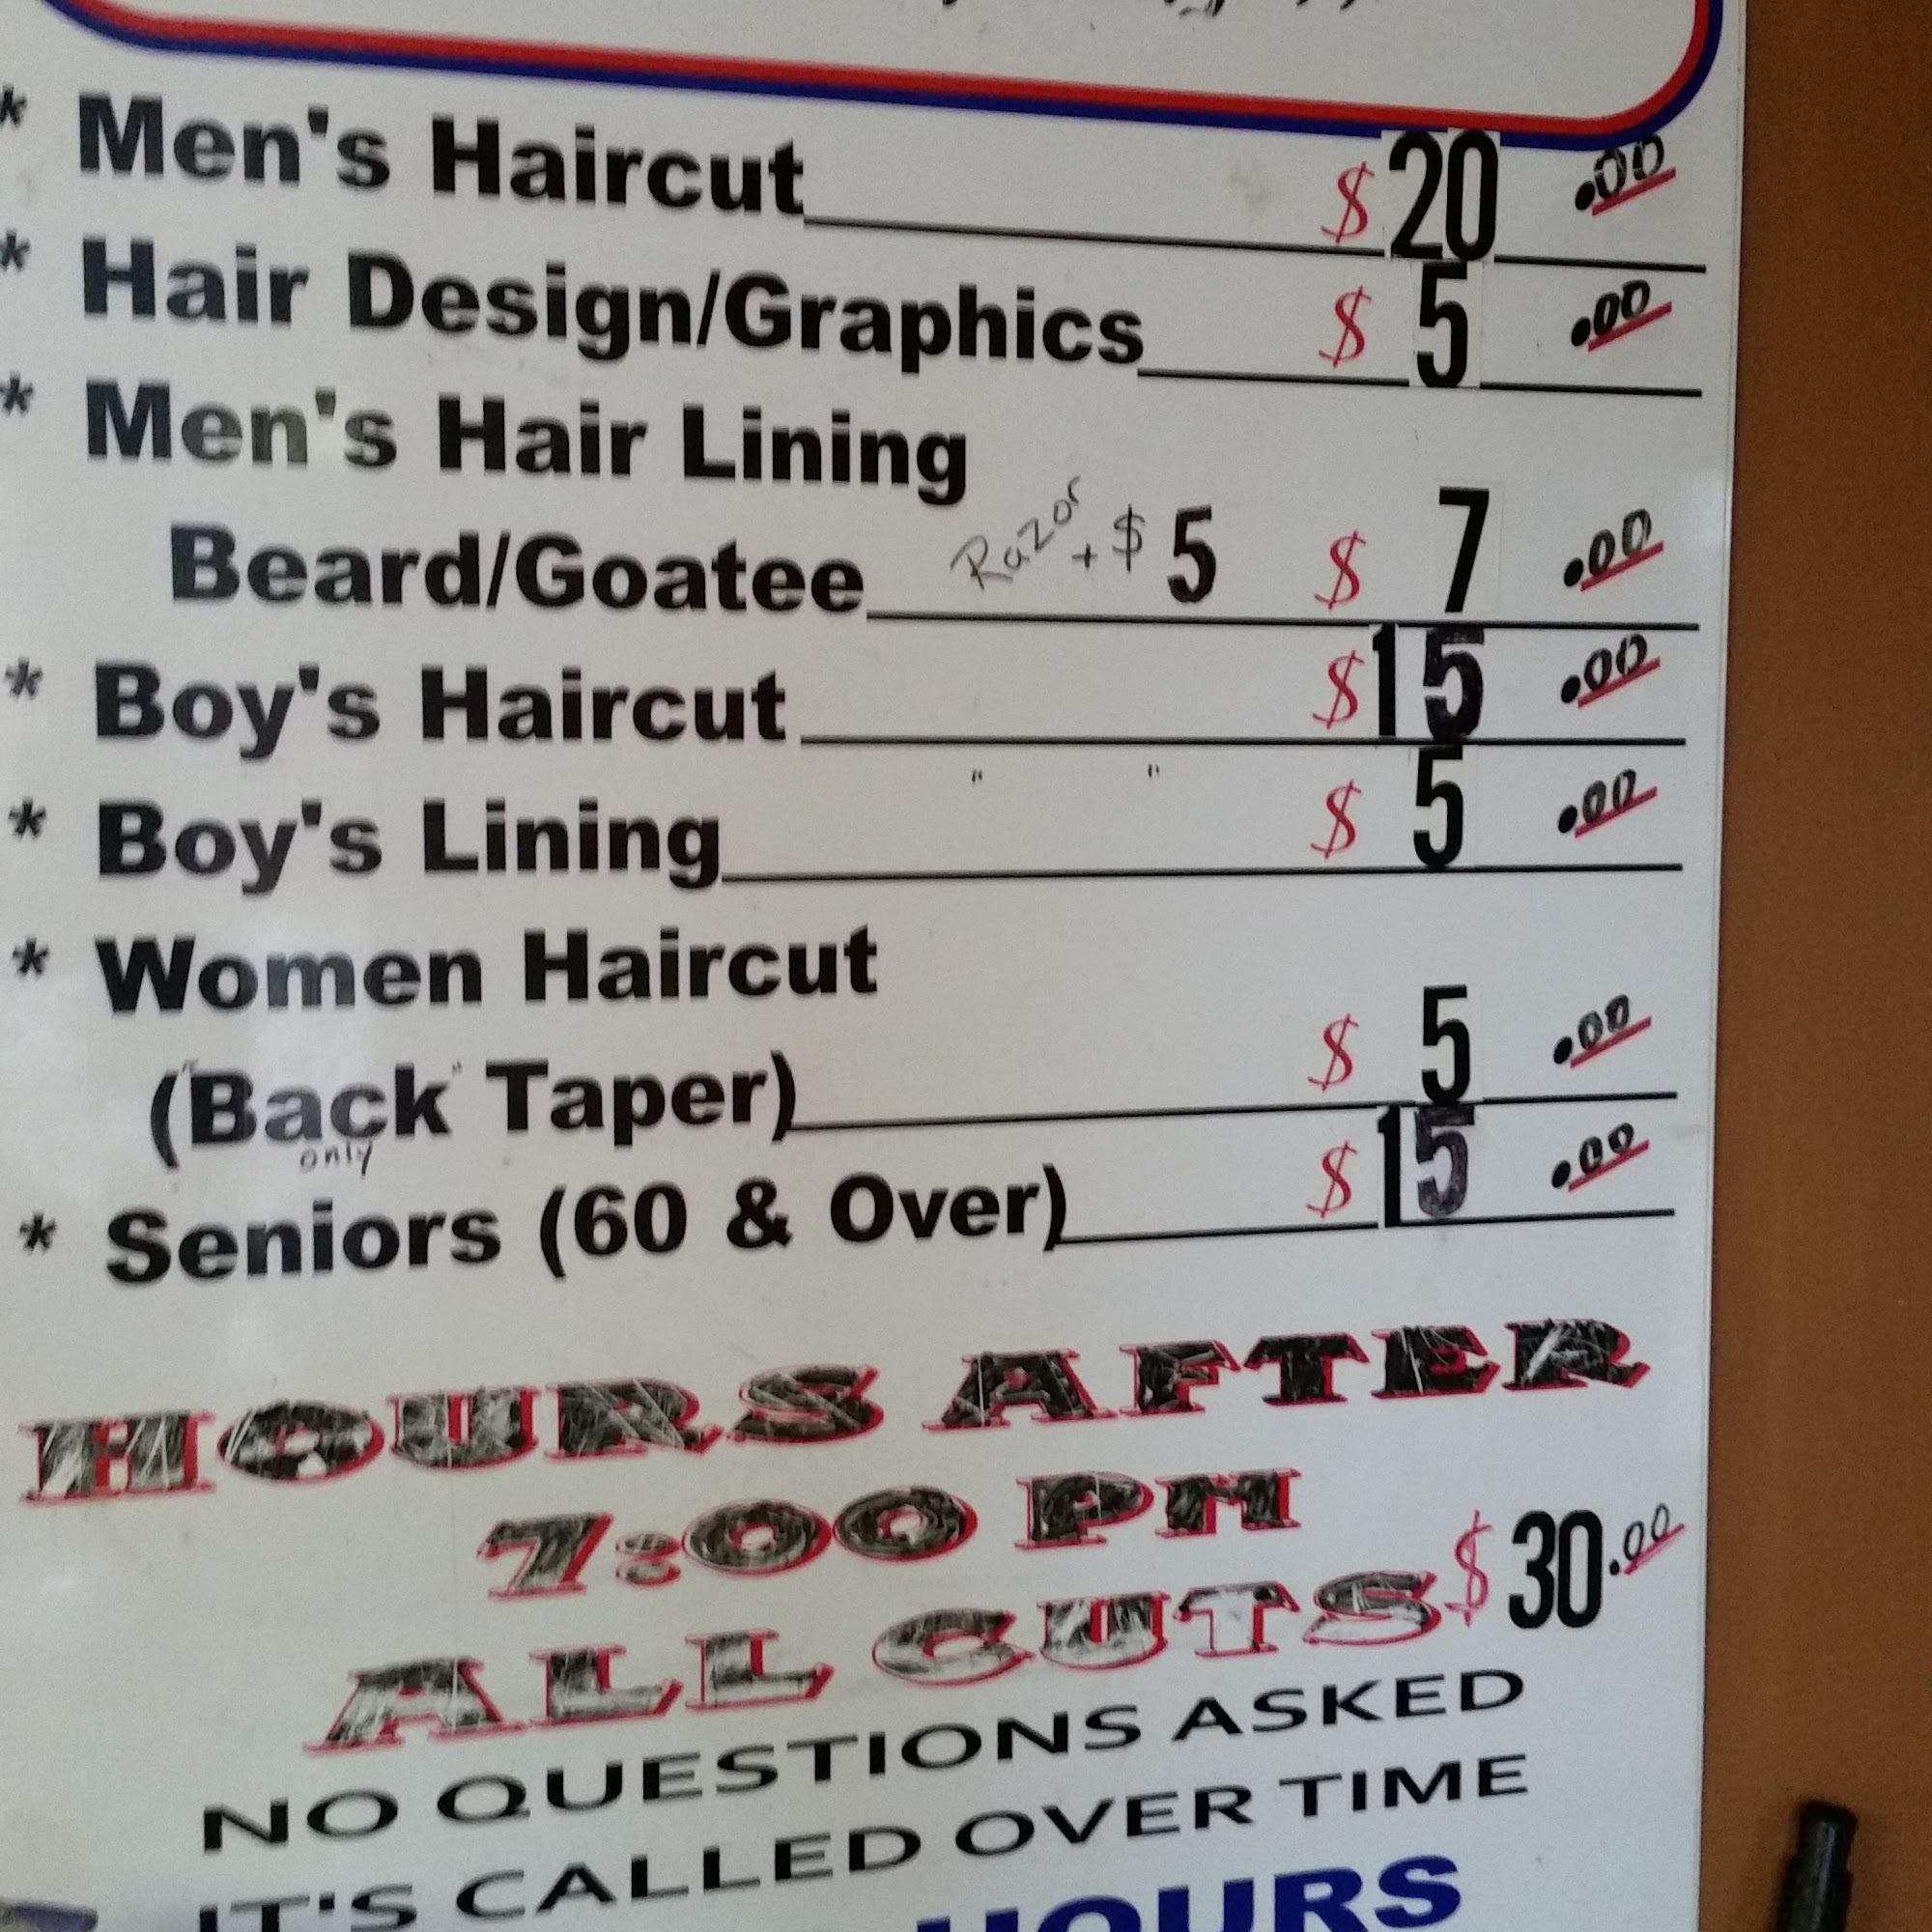 * Men's Haircut $20 .00
* Hair Design/Graphics $ 5 .00
* Men's Hair Lining
Beard/Goatee Razor + $ 5 $ 7 .00
* Boy's Haircut $15 .00
* Boy's Lining " " $ 5 .00
* Women Haircut
("Back" Taper) $ 5 .00
only
* Seniors (60 & Over) $15 .00
HOURS AFTER
7:00 PM
ALL CUTS $30.00
NO QUESTIONS ASKED
IT'S CALLED OVER TIME
HOURS